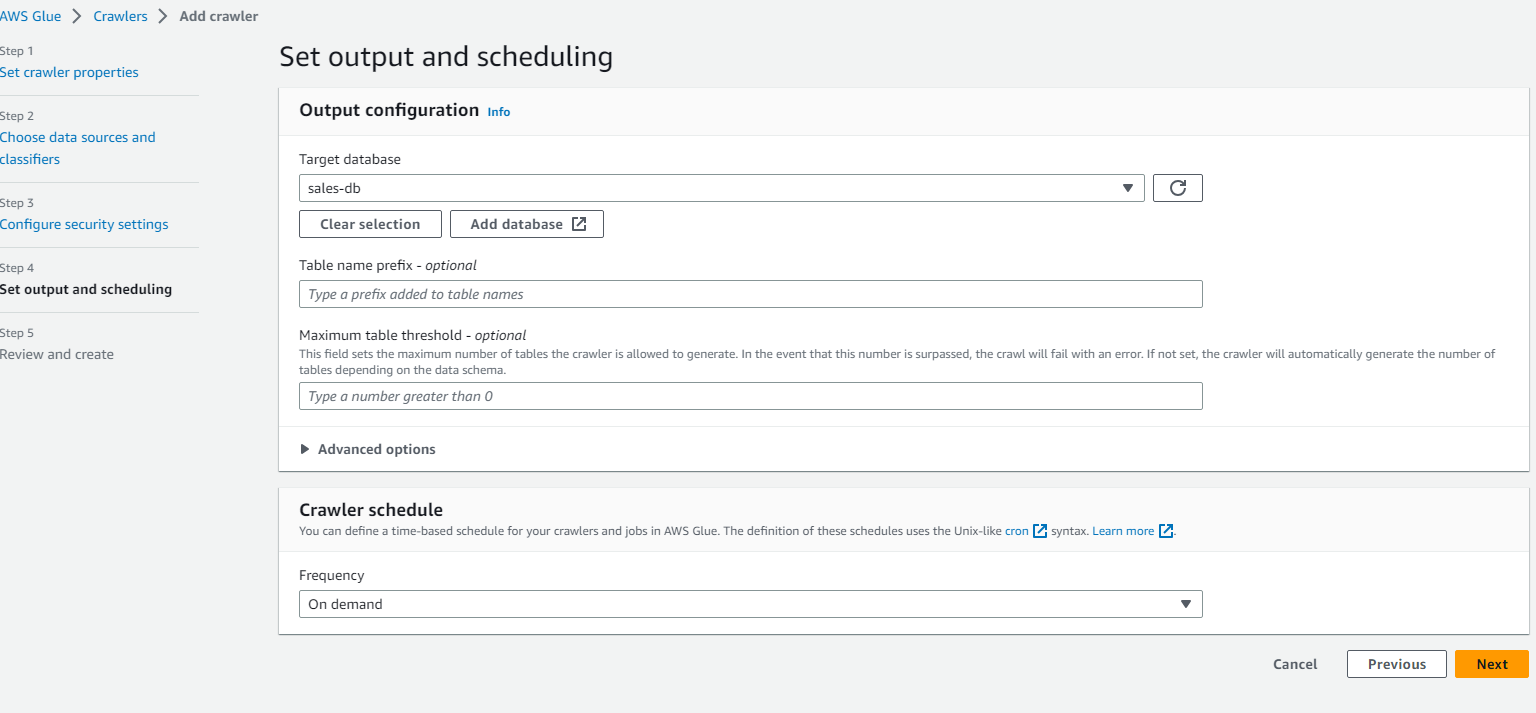 AWS Glue > Crawlers > Add crawler
Step 1
Set crawler properties
Step 2
Choose data sources and
classifiers
Step 3
Configure security settings
Step 4
Set output and scheduling
Step 5
Review and create
Set output and scheduling
Output configuration Info
Target database
sales-db
Clear selection Add database
Table name prefix - optional
Type a prefix added to table names
Maximum table threshold - optional
This field sets the maximum number of tables the crawler is allowed to generate. In the event that this number is surpassed, the crawl will fail with an error. If not set, the crawler will automatically generate the number of
tables depending on the data schema.
Type a number greater than 0
Advanced options
Crawler schedule
You can define a time-based schedule for your crawlers and jobs in AWS Glue. The definition of these schedules uses the Unix-like cron syntax. Learn more .
Frequency
On demand
Cancel Previous Next